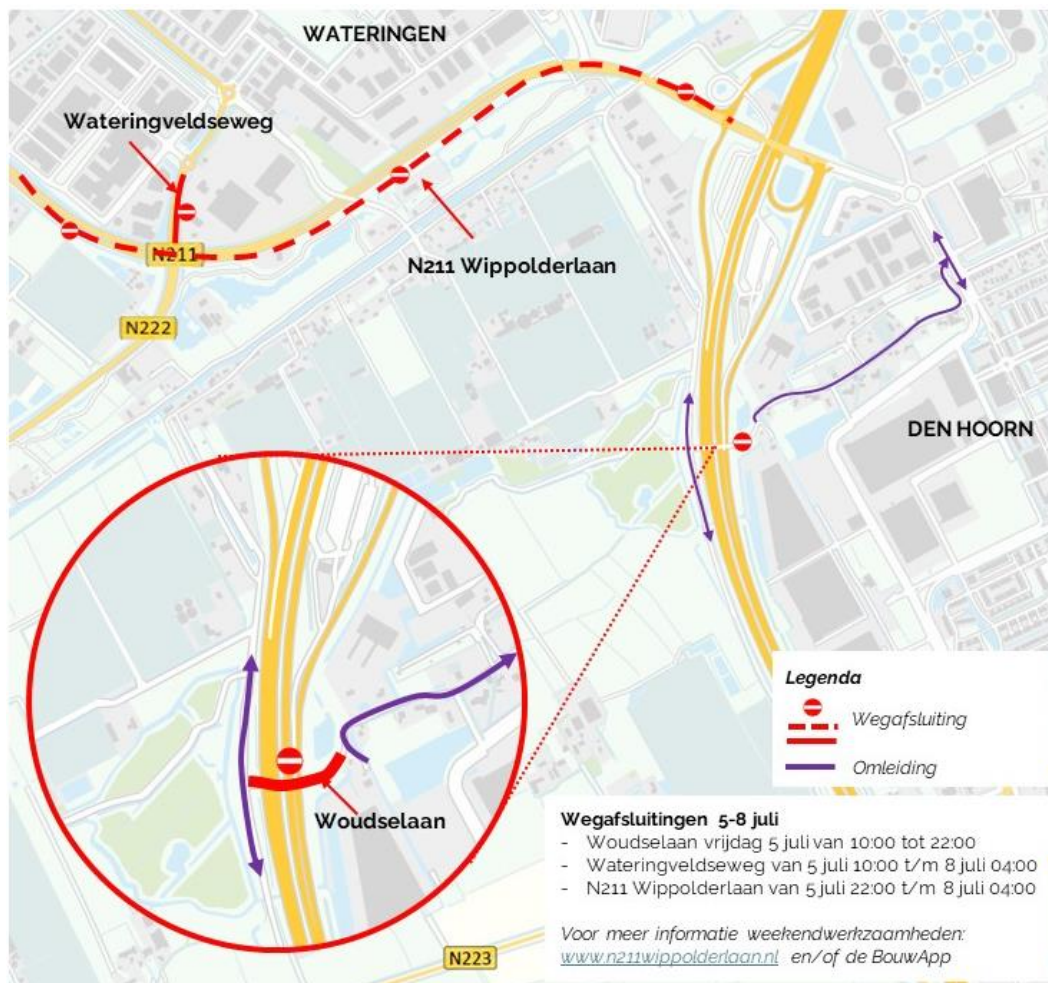 WATERINGEN
Wateringveldseweg
N211 Wippolderlaan
N211
N222
DEN HOORN
Woudselaan
N223
Legenda
Wegafsluiting
Omleiding
Wegafsluitingen 5-8 juli
- Woudselaan vrijdag 5 juli van 10:00 tot 22:00
- Wateringveldseweg van 5 juli 10:00 t/m 8 juli 04:00
- N211 Wippolderlaan van 5 juli 22:00 t/m 8 juli 04:00
Voor meer informatie weekendwerkzaamheden:
www.n211wippolderlaan.nl en/of de BouwApp